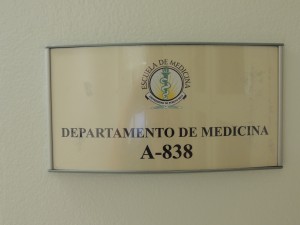 ESCUELA DE MEDICINA
DEPARTAMENTO DE MEDICINA
A-838